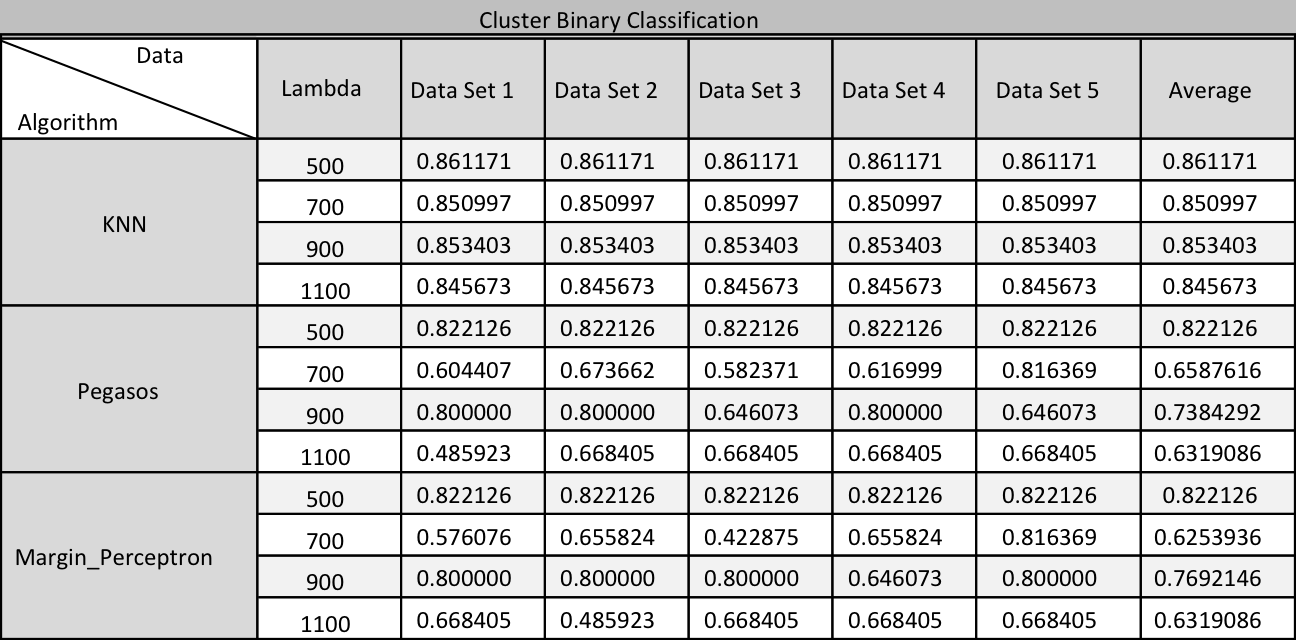 Cluster Binary Classification
Data
Algorithm
Lambda Data Set 1 Data Set 2 Data Set 3 Data Set 4 Data Set 5 Average
KNN
500 0.861171 0.861171 0.861171 0.861171 0.861171 0.861171
700 0.850997 0.850997 0.850997 0.850997 0.850997 0.850997
900 0.853403 0.853403 0.853403 0.853403 0.853403 0.853403
1100 0.845673 0.845673 0.845673 0.845673 0.845673 0.845673
Pegasos
500 0.822126 0.822126 0.822126 0.822126 0.822126 0.822126
700 0.604407 0.673662 0.582371 0.616999 0.816369 0.6587616
900 0.800000 0.800000 0.646073 0.800000 0.646073 0.7384292
1100 0.485923 0.668405 0.668405 0.668405 0.668405 0.6319086
Margin_Perceptron
500 0.822126 0.822126 0.822126 0.822126 0.822126 0.822126
700 0.576076 0.655824 0.422875 0.655824 0.816369 0.6253936
900 0.800000 0.800000 0.800000 0.646073 0.800000 0.7692146
1100 0.668405 0.485923 0.668405 0.668405 0.668405 0.6319086